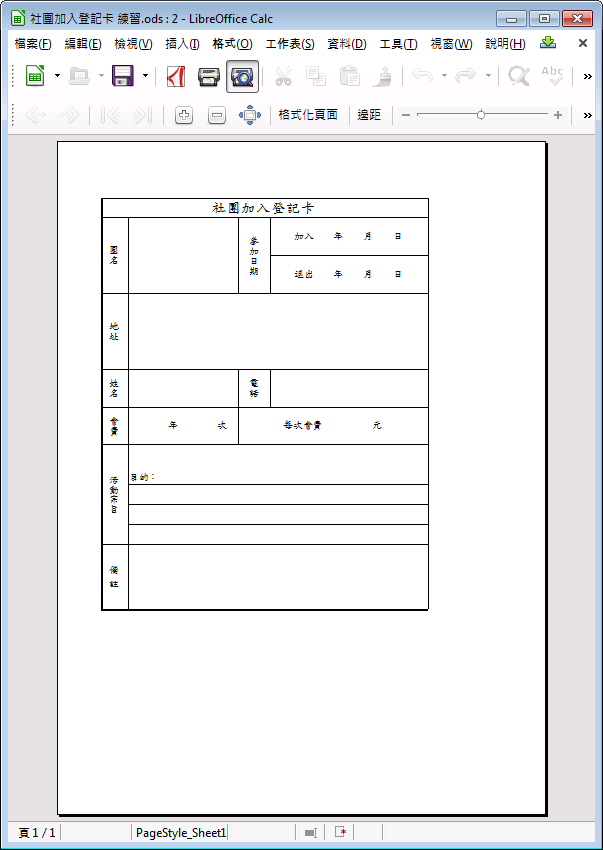 社團加入登記卡 練習.ods : 2 - LibreOffice Calc
檔案(F) 編輯(E) 檢視(V) 插入(I) 格式(O) 工作表(S) 資料(D) 工具(T) 視窗(W) 說明(H)
Abc
格式化頁面 邊距
社團加入登記卡
團名 參加日期 加入 年 月 日
退出 年 月 日
地址
姓名 電話
會費 年 次 每次會費 元
活動宗旨 目的：
備註
頁 1 / 1 PageStyle_Sheet1